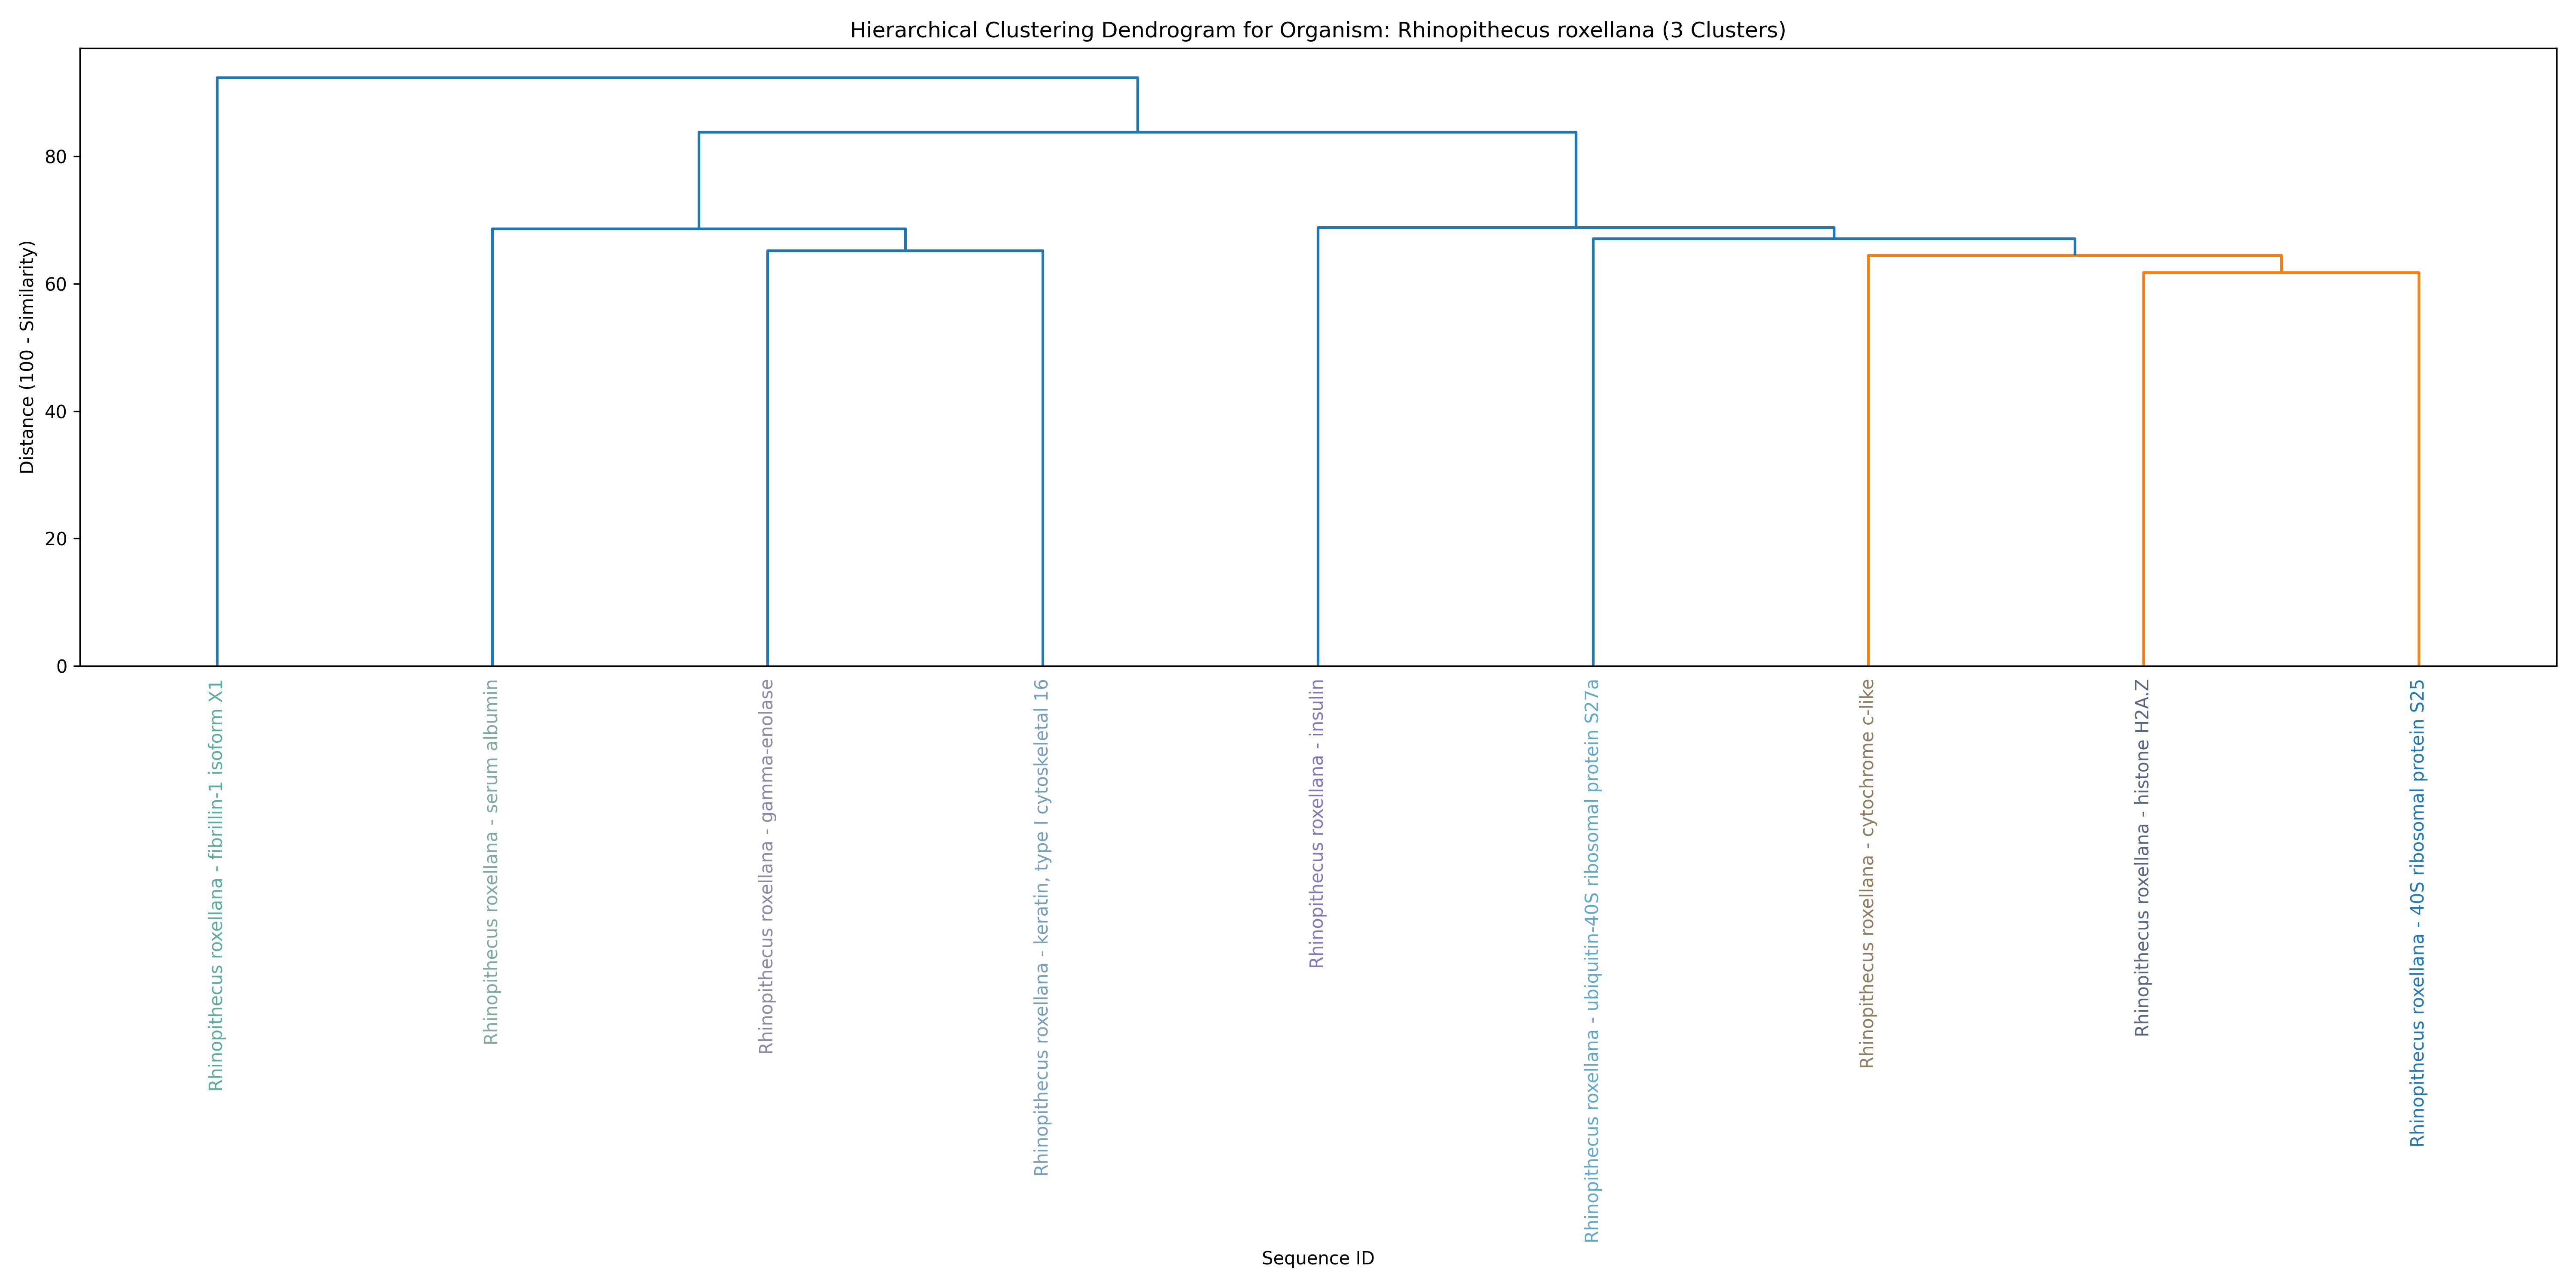 Hierarchical Clustering Dendrogram for Organism: Rhinopithecus roxellana (3 Clusters)
Distance (100 - Similarity)
80
60
40
20
0
Rhinopithecus roxellana - fibrillin-1 isoform X1
Rhinopithecus roxellana - serum albumin
Rhinopithecus roxellana - gamma-enolase
Rhinopithecus roxellana - keratin, type I cytoskeletal 16
Rhinopithecus roxellana - insulin
Rhinopithecus roxellana - ubiquitin-40S ribosomal protein S27a
Rhinopithecus roxellana - cytochrome c-like
Rhinopithecus roxellana - histone H2A.Z
Rhinopithecus roxellana - 40S ribosomal protein S25
Sequence ID